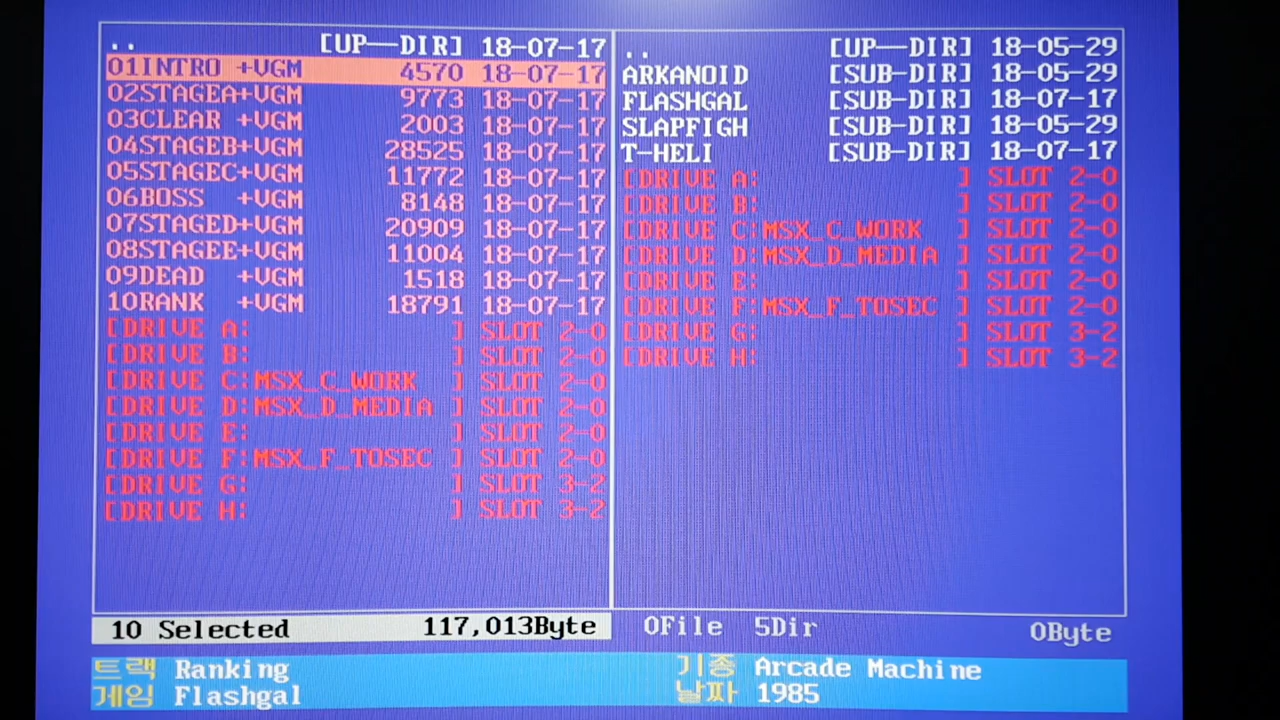 .. [UP—DIR] 18-07-17
01INTRO +VGM 4570 18-07-17
02STAGEA+VGM 9773 18-07-17
03CLEAR +VGM 2003 18-07-17
04STAGEB+VGM 28525 18-07-17
05STAGEC+VGM 11772 18-07-17
06BOSS +VGM 8148 18-07-17
07STAGED+VGM 20909 18-07-17
08STAGEE+VGM 11004 18-07-17
09DEAD +VGM 1518 18-07-17
10RANK +VGM 18791 18-07-17
[DRIVE A: ] SLOT 2-0
[DRIVE B: ] SLOT 2-0
[DRIVE C:MSX_C_WORK ] SLOT 2-0
[DRIVE D:MSX_D_MEDIA ] SLOT 2-0
[DRIVE E: ] SLOT 2-0
[DRIVE F:MSX_F_TOSEC ] SLOT 2-0
[DRIVE G: ] SLOT 3-2
[DRIVE H: ] SLOT 3-2
10 Selected 117,013Byte
.. [UP—DIR] 18-05-29
ARKANOID [SUB-DIR] 18-05-29
FLASHGAL [SUB-DIR] 18-07-17
SLAPFIGH [SUB-DIR] 18-05-29
T-HELI [SUB-DIR] 18-07-17
[DRIVE A: ] SLOT 2-0
[DRIVE B: ] SLOT 2-0
[DRIVE C:MSX_C_WORK ] SLOT 2-0
[DRIVE D:MSX_D_MEDIA ] SLOT 2-0
[DRIVE E: ] SLOT 2-0
[DRIVE F:MSX_F_TOSEC ] SLOT 2-0
[DRIVE G: ] SLOT 3-2
[DRIVE H: ] SLOT 3-2
0File 5Dir 0Byte
트랙 Ranking 기종 Arcade Machine
게임 Flashgal 날짜 1985